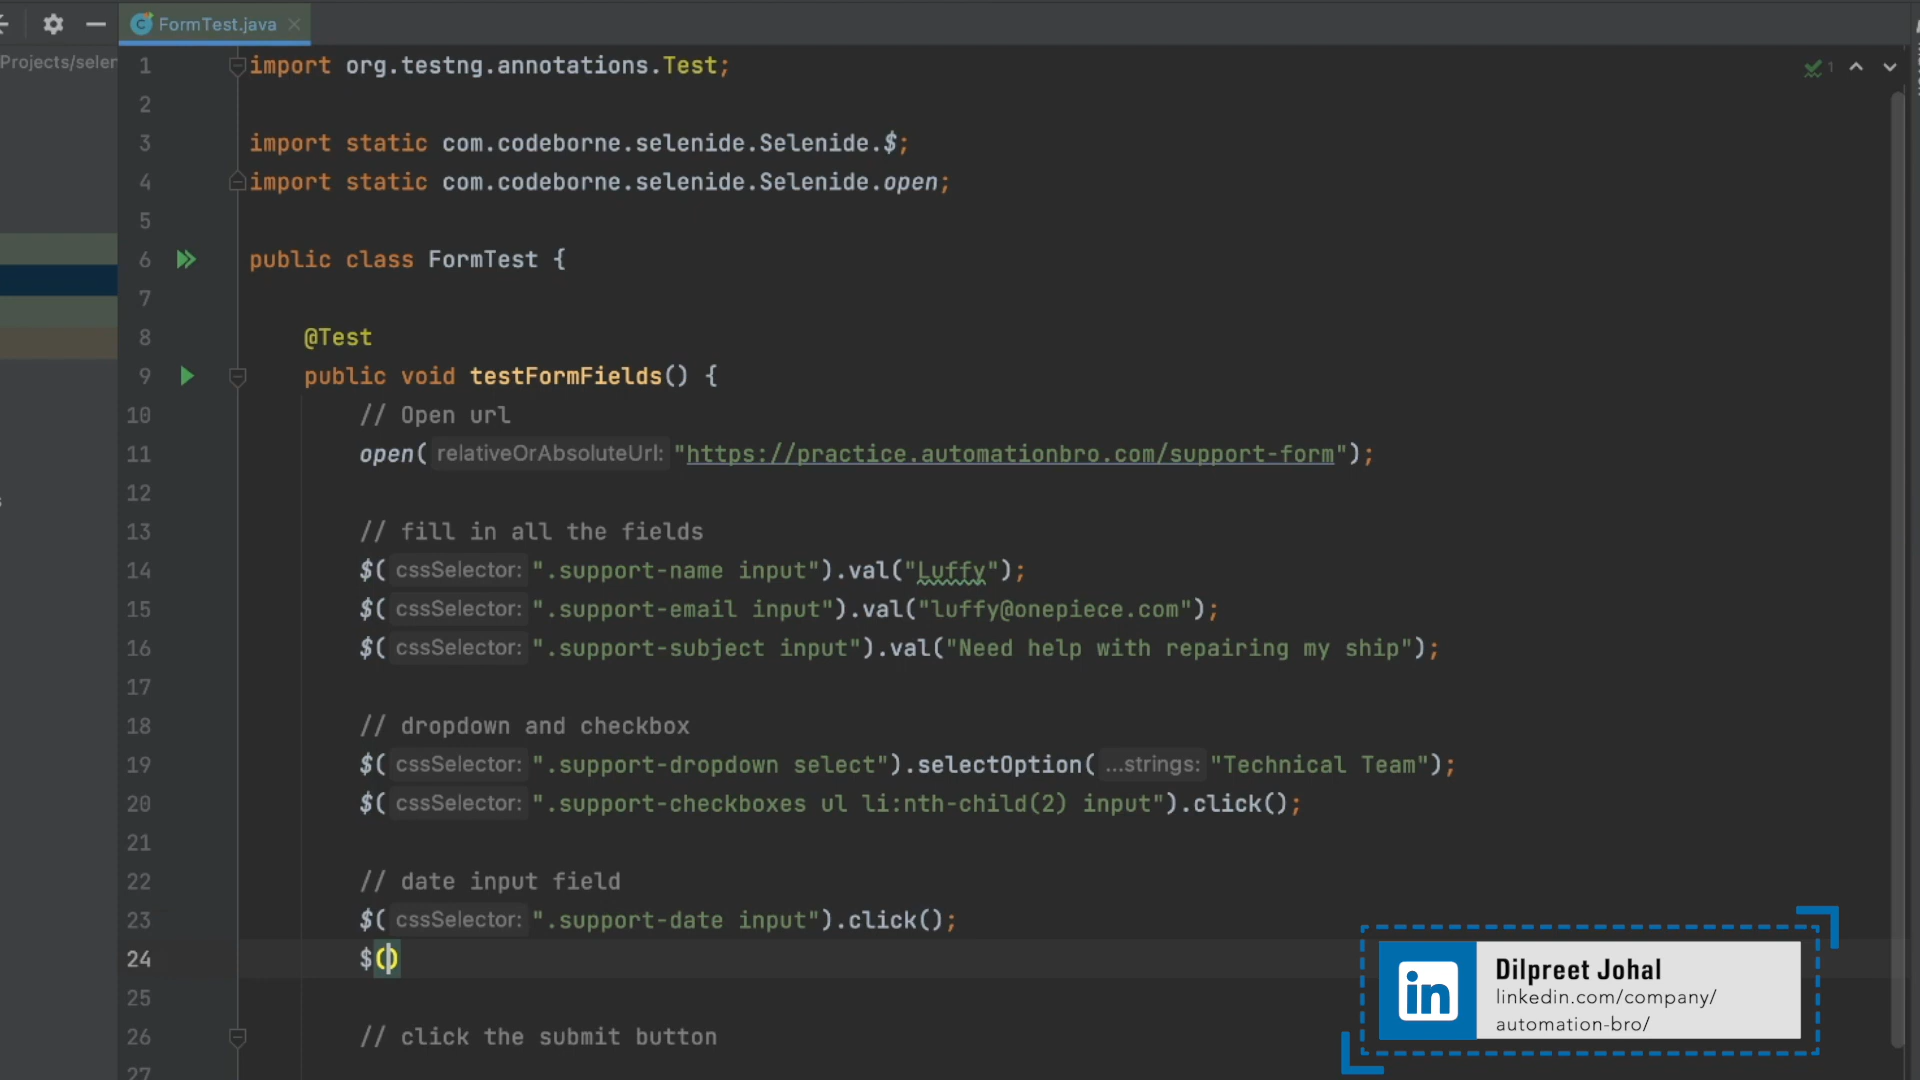 FormTest.java
Projects/seler
1 import org.testng.annotations.Test;
1
2
3 import static com.codeborne.selenide.Selenide.$;
4 import static com.codeborne.selenide.Selenide.open;
5
6 public class FormTest {
7
8 @Test
9 public void testFormFields() {
10 // Open url
11 open( relativeOrAbsoluteUrl: "https://practice.automationbro.com/support-form");
12
13 // fill in all the fields
14 $( cssSelector: ".support-name input").val("Luffy");
15 $( cssSelector: ".support-email input").val("luffy@onepiece.com");
16 $( cssSelector: ".support-subject input").val("Need help with repairing my ship");
17
18 // dropdown and checkbox
19 $( cssSelector: ".support-dropdown select").selectOption( ...strings: "Technical Team");
20 $( cssSelector: ".support-checkboxes ul li:nth-child(2) input").click();
21
22 // date input field
23 $( cssSelector: ".support-date input").click();
24 $()
25
26 // click the submit button
27
in
Dilpreet Johal
linkedin.com/company/
automation-bro/